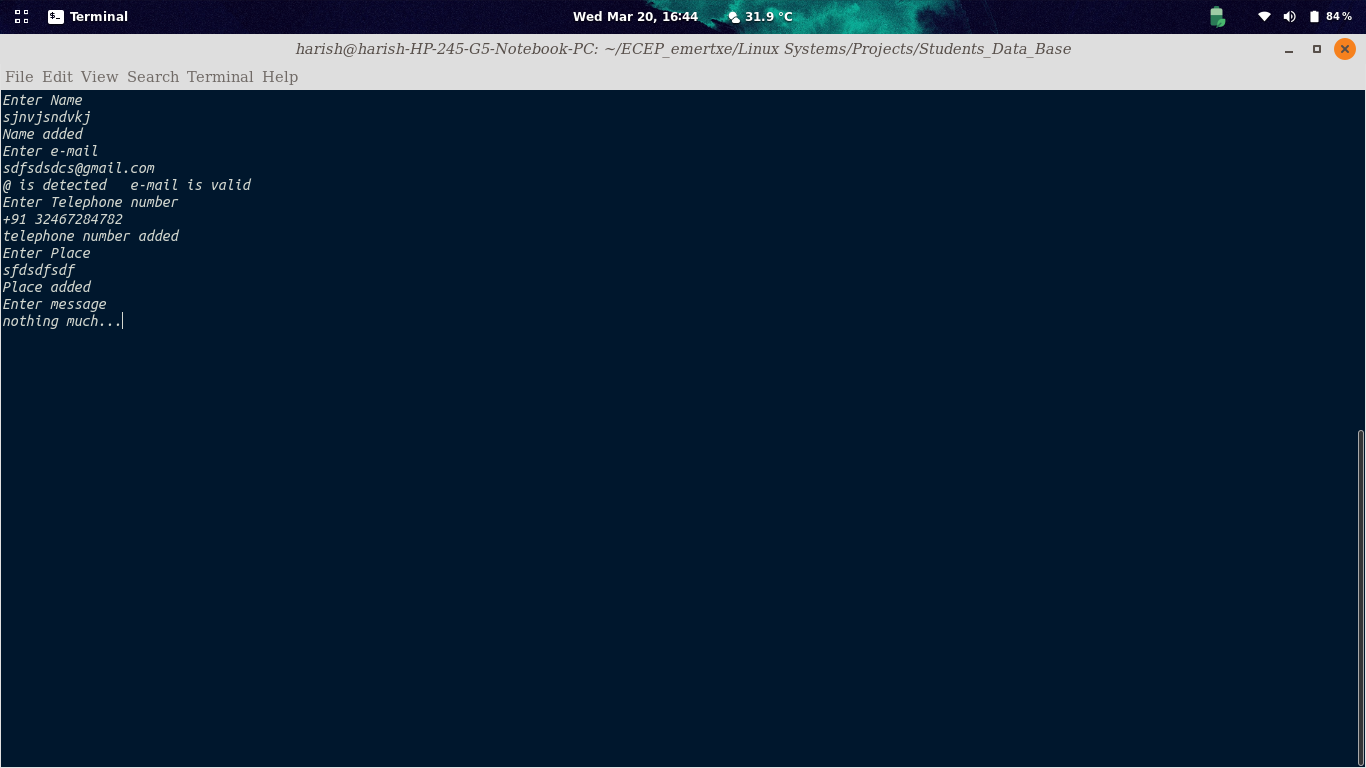 Terminal
Wed Mar 20, 16:44
31.9 °C
84 %
harish@harish-HP-245-G5-Notebook-PC: ~/ECEP_emertxe/Linux Systems/Projects/Students_Data_Base
File Edit View Search Terminal Help
Enter Name
sjnvjsndvkj
Name added
Enter e-mail
sdfsdsdcs@gmail.com
@ is detected   e-mail is valid
Enter Telephone number
+91 32467284782
telephone number added
Enter Place
sfdsdfsdf
Place added
Enter message
nothing much...